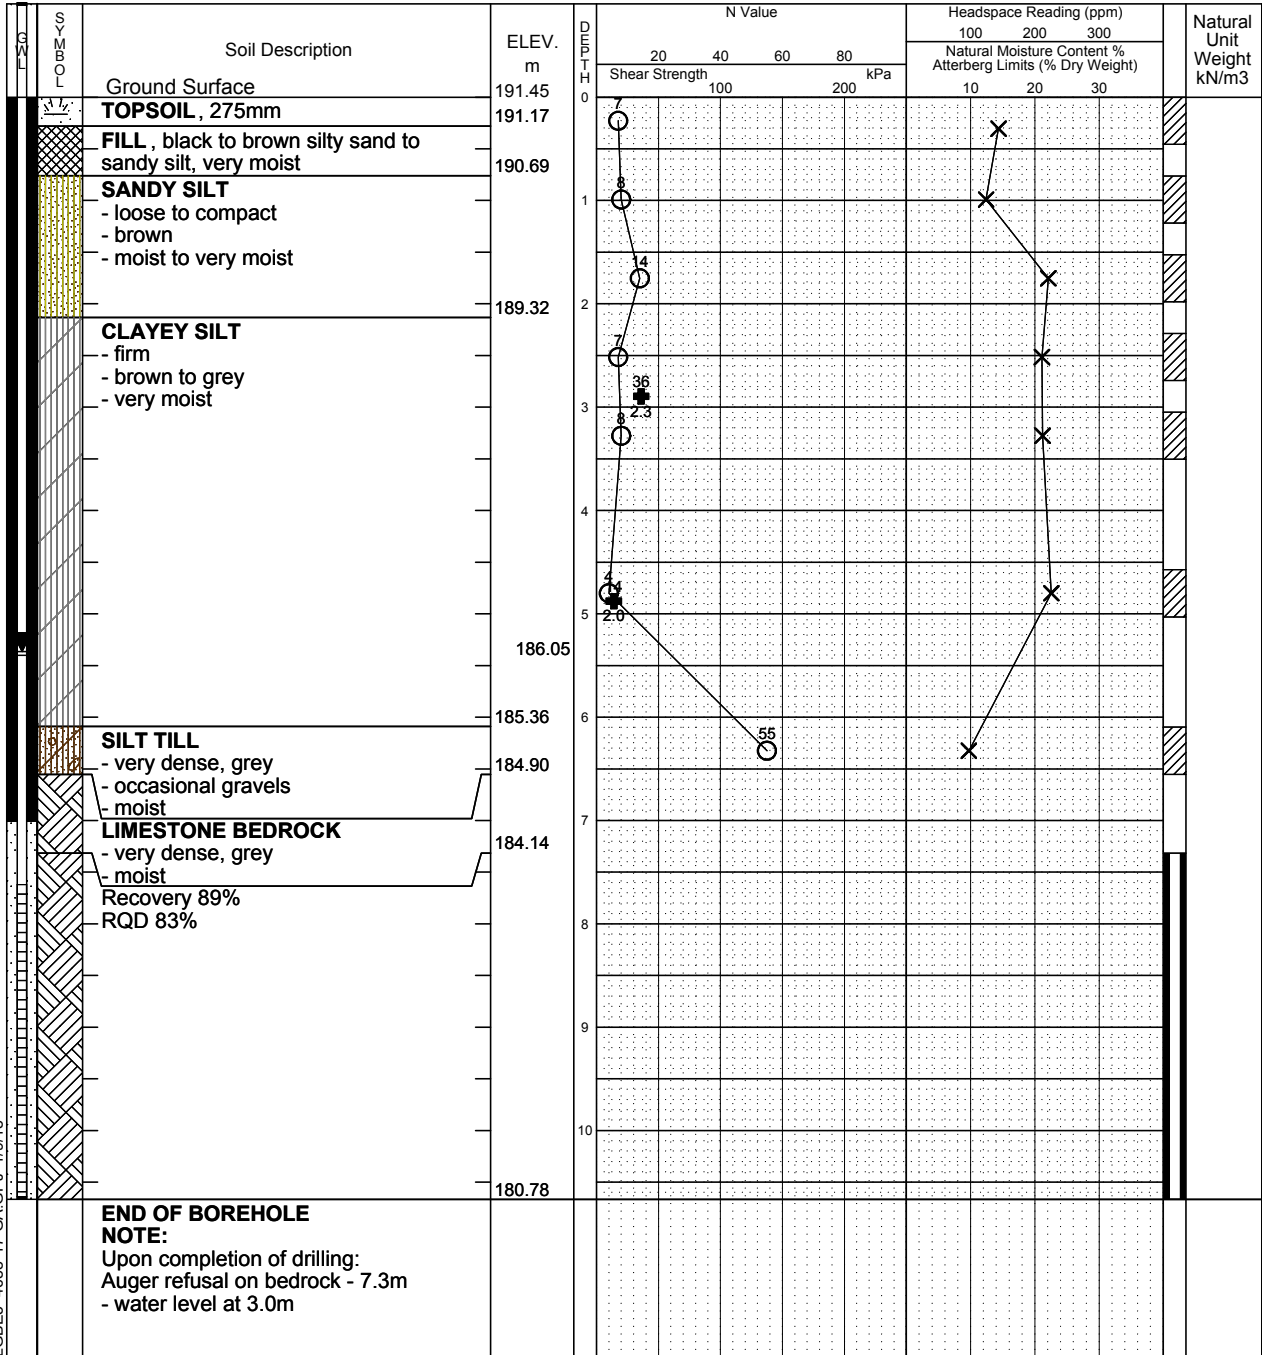 GWL
SYMBOL
Soil Description
Ground Surface
ELEV.
m
191.45
DEPTH
N Value
20 40 60 80
Shear Strength kPa
100 200
Headspace Reading (ppm)
100 200 300
Natural Moisture Content %
Atterberg Limits (% Dry Weight)
10 20 30
Natural
Unit
Weight
kN/m3
0
TOPSOIL, 275mm
191.17
7
FILL, black to brown silty sand to
sandy silt, very moist
190.69
SANDY SILT
- loose to compact
- brown
- moist to very moist
8
1
14
2
189.32
CLAYEY SILT
- firm
- brown to grey
- very moist
7
36
2.3
3
8
4
4
2.0
5
186.05
185.36
6
SILT TILL
- very dense, grey
- occasional gravels
- moist
55
184.90
7
LIMESTONE BEDROCK
- very dense, grey
- moist
184.14
Recovery 89%
RQD 83%
8
9
10
180.78
END OF BOREHOLE
NOTE:
Upon completion of drilling:
Auger refusal on bedrock - 7.3m
- water level at 3.0m